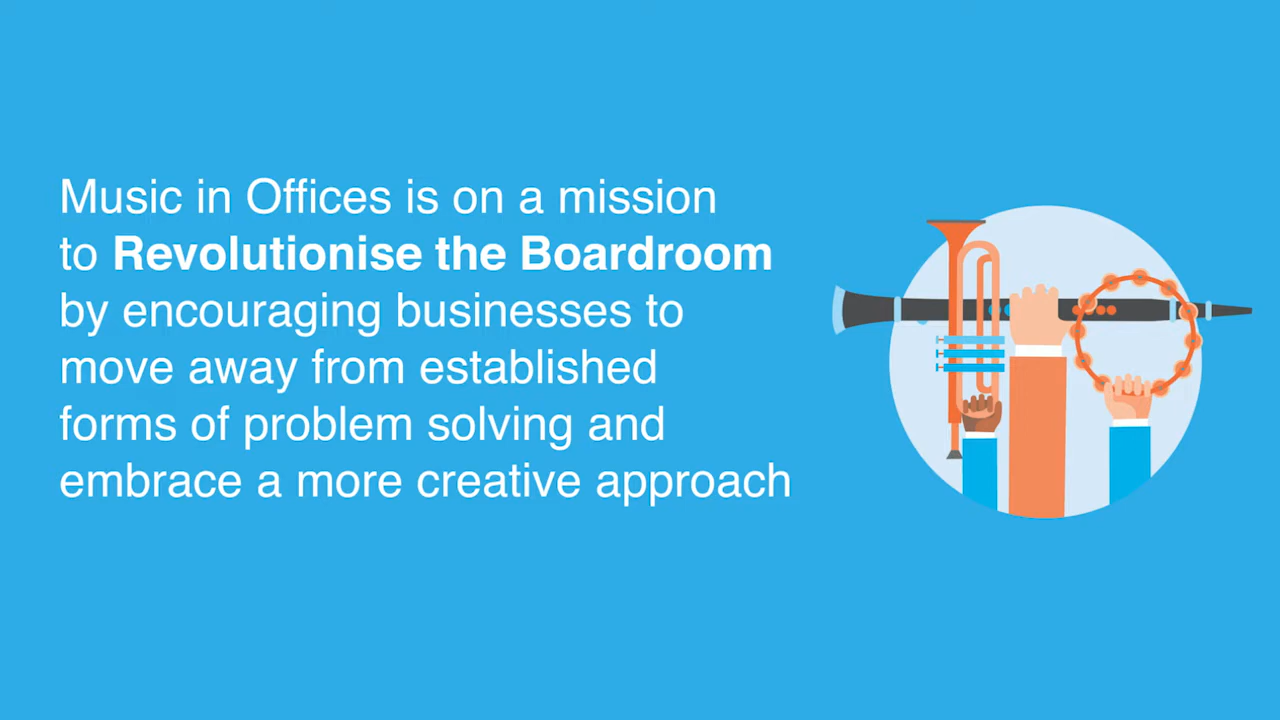 Music in Offices is on a mission
to Revolutionise the Boardroom
by encouraging businesses to
move away from established
forms of problem solving and
embrace a more creative approach